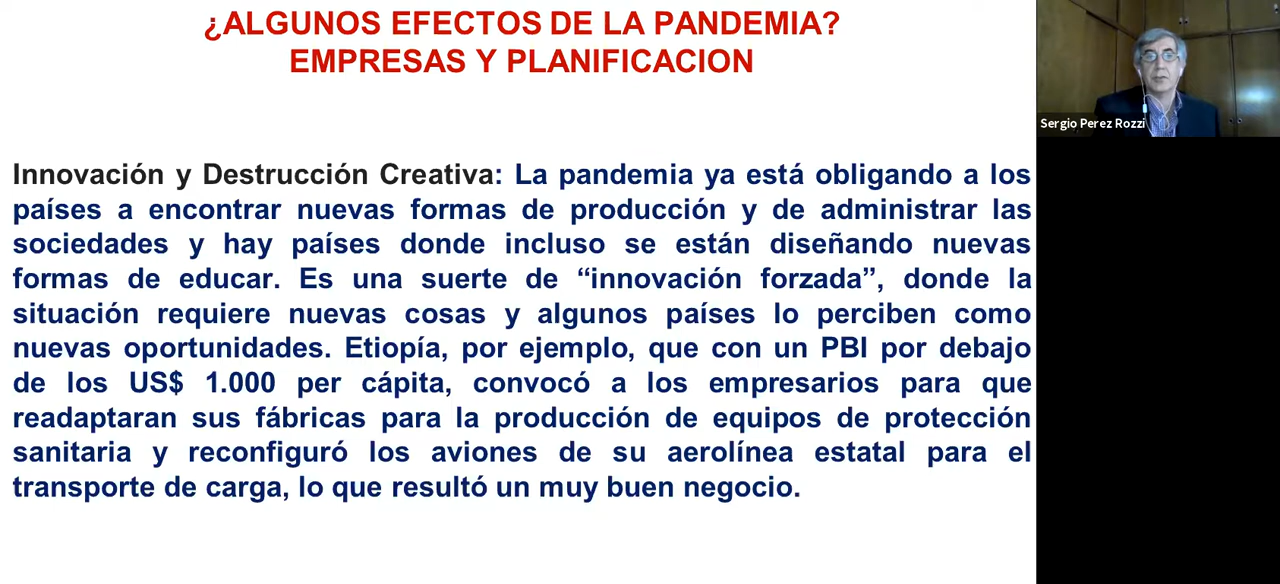 ¿ALGUNOS EFECTOS DE LA PANDEMIA?
EMPRESAS Y PLANIFICACION
Innovación y Destrucción Creativa: La pandemia ya está obligando a los
países a encontrar nuevas formas de producción y de administrar las
sociedades y hay países donde incluso se están diseñando nuevas
formas de educar. Es una suerte de “innovación forzada”, donde la
situación requiere nuevas cosas y algunos países lo perciben como
nuevas oportunidades. Etiopía, por ejemplo, que con un PBI por debajo
de los US$ 1.000 per cápita, convocó a los empresarios para que
readaptaran sus fábricas para la producción de equipos de protección
sanitaria y reconfiguró los aviones de su aerolínea estatal para el
transporte de carga, lo que resultó un muy buen negocio.
Sergio Perez Rozzi